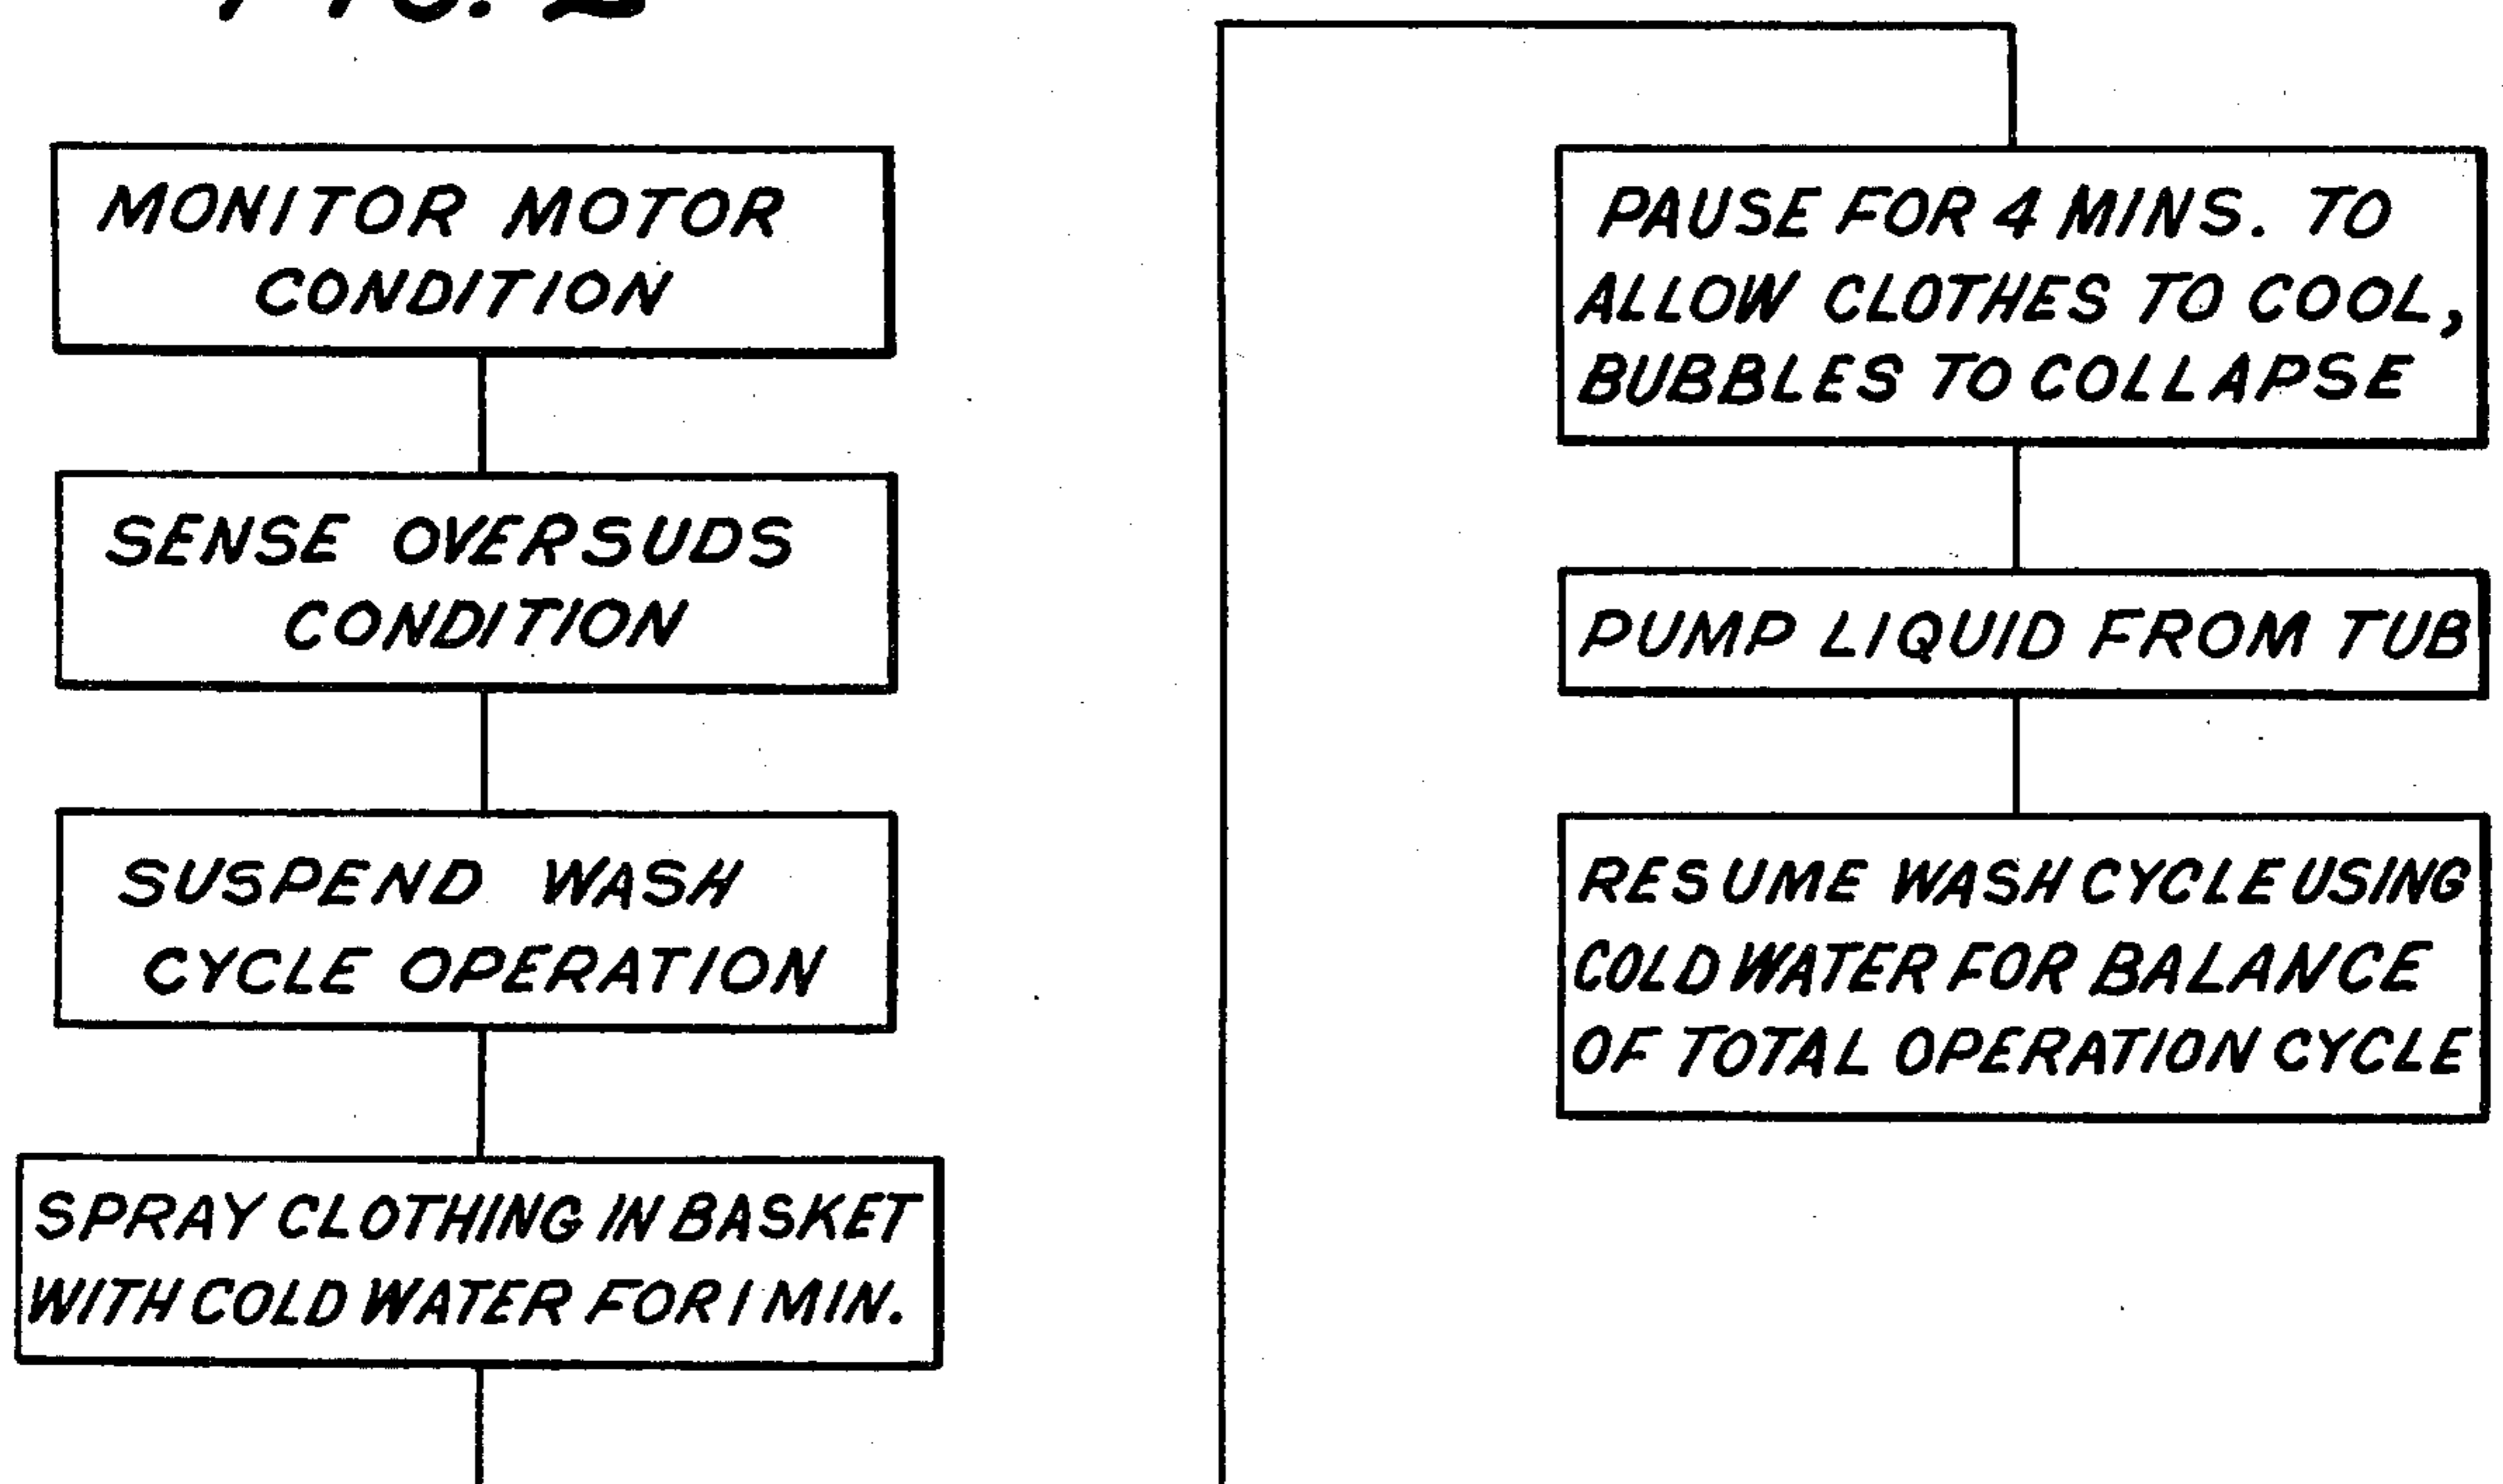 FIG. 2
MONITOR MOTOR
CONDITION
SENSE OVERSUDS
CONDITION
SUSPEND WASH
CYCLE OPERATION
SPRAY CLOTHING IN BASKET
WITH COLD WATER FOR 1 MIN.
PAUSE FOR 4 MINS. TO
ALLOW CLOTHES TO COOL,
BUBBLES TO COLLAPSE
PUMP LIQUID FROM TUB
RESUME WASH CYCLE USING
COLD WATER FOR BALANCE
OF TOTAL OPERATION CYCLE